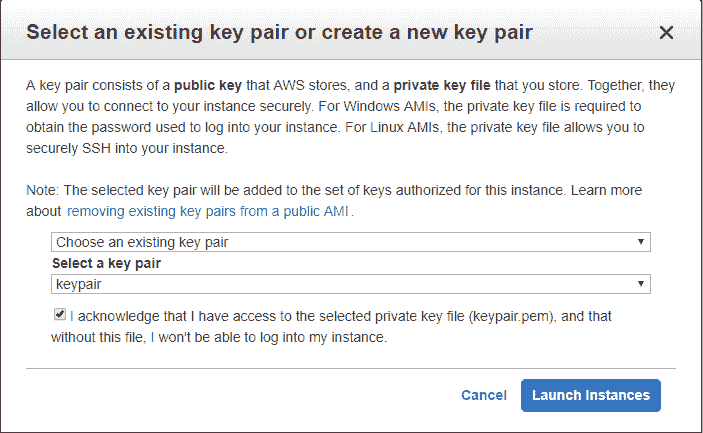 Select an existing key pair or create a new key pair
A key pair consists of a public key that AWS stores, and a private key file that you store. Together, they
allow you to connect to your instance securely. For Windows AMIs, the private key file is required to
obtain the password used to log into your instance. For Linux AMIs, the private key file allows you to
securely SSH into your instance.
Note: The selected key pair will be added to the set of keys authorized for this instance. Learn more
about removing existing key pairs from a public AMI.
Choose an existing key pair
Select a key pair
keypair
I acknowledge that I have access to the selected private key file (keypair.pem), and that
without this file, I won't be able to log into my instance.
Cancel Launch Instances